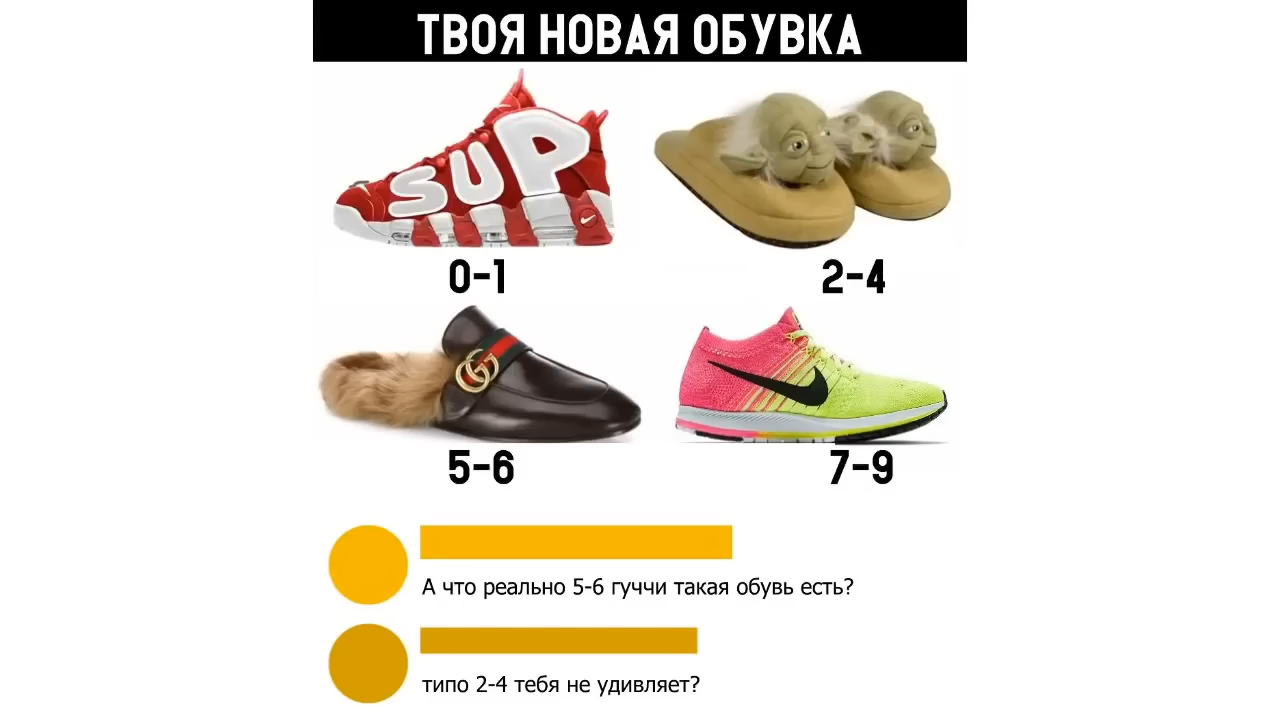 ТВОЯ НОВАЯ ОБУВКА
SUP
0-1
2-4
5-6
7-9
А что реально 5-6 гуччи такая обувь есть?
типо 2-4 тебя не удивляет?